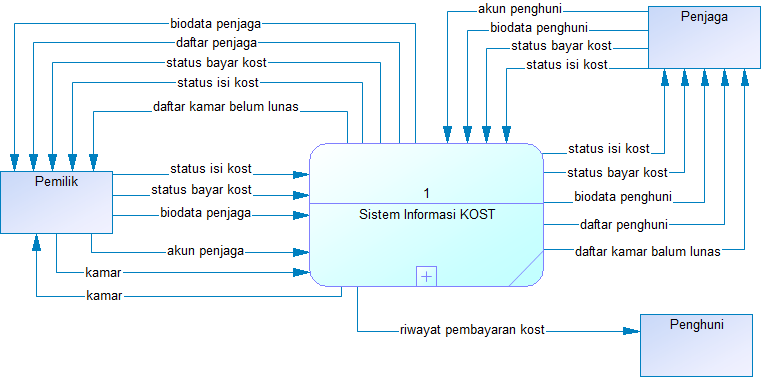 akun penghuni
Penjaga
biodata penjaga
biodata penghuni
daftar penjaga
status bayar kost
status bayar kost
status isi kost
status isi kost
daftar kamar belum lunas
status isi kost
status isi kost
status bayar kost
Pemilik
status bayar kost
1
biodata penghuni
biodata penjaga
Sistem Informasi KOST
daftar penghuni
akun penjaga
daftar kamar balum lunas
kamar
kamar
riwayat pembayaran kost
Penghuni